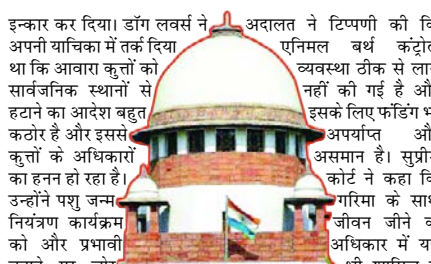 इन्कार कर दिया। डॉग लवर्स ने
अपनी याचिका में तर्क दिया
था कि आवारा कुत्तों को
सार्वजनिक स्थानों से
हटाने का आदेश बहुत
कठोर है और इससे
कुत्तों के अधिकारों
का हनन हो रहा है।
उन्होंने पशु जन्म
नियंत्रण कार्यक्रम
को और प्रभावी
अदालत ने टिप्पणी की
एनिमल बर्थ
व्यवस्था ठीक से
नहीं की गई है
इसके लिए फंडिंग
अपर्याप्त
असमान है।
कोर्ट ने कहा
गरिमा के
जीवन जीने
अधिकार में